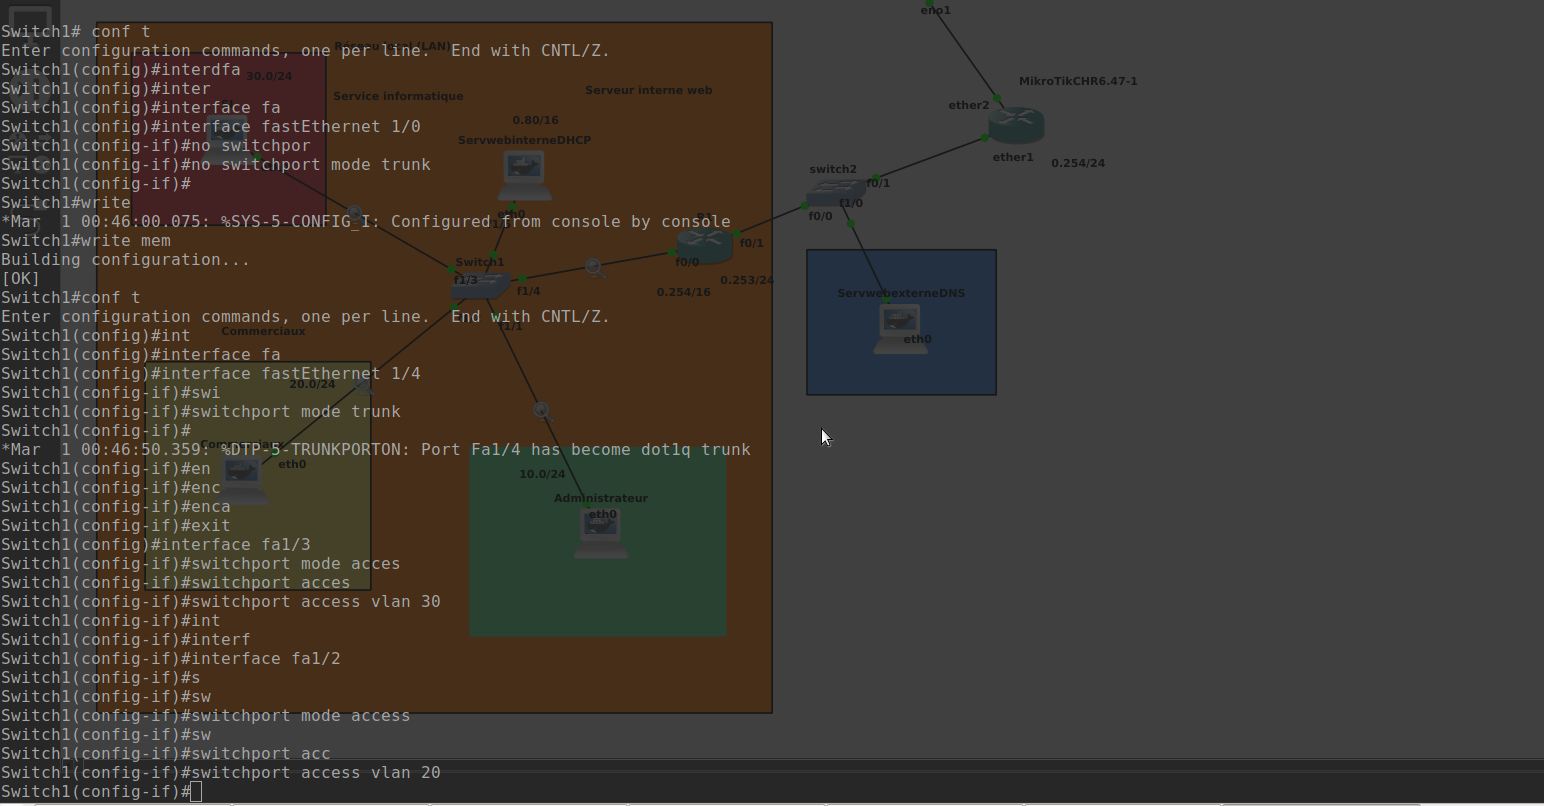 Switch1# conf t
Enter configuration commands, one per line.  End with CNTL/Z.
Switch1(config)#interdfa
Switch1(config)#inter
Switch1(config)#interface fa
Switch1(config)#interface fastEthernet 1/0
Switch1(config-if)#no switchpor
Switch1(config-if)#no switchport mode trunk
Switch1(config-if)#
Switch1#write
*Mar  1 00:46:00.075: %SYS-5-CONFIG_I: Configured from console by console
Switch1#write mem
Building configuration...
[OK]
Switch1#conf t
Enter configuration commands, one per line.  End with CNTL/Z.
Switch1(config)#int
Switch1(config)#interface fa
Switch1(config)#interface fastEthernet 1/4
Switch1(config-if)#swi
Switch1(config-if)#switchport mode trunk
Switch1(config-if)#
*Mar  1 00:46:50.359: %DTP-5-TRUNKPORTON: Port Fa1/4 has become dot1q trunk
Switch1(config-if)#en
Switch1(config-if)#enc
Switch1(config-if)#enca
Switch1(config-if)#exit
Switch1(config)#interface fa1/3
Switch1(config-if)#switchport mode acces
Switch1(config-if)#switchport acces
Switch1(config-if)#switchport access vlan 30
Switch1(config-if)#int
Switch1(config-if)#interf
Switch1(config-if)#interface fa1/2
Switch1(config-if)#s
Switch1(config-if)#sw
Switch1(config-if)#switchport mode access
Switch1(config-if)#sw
Switch1(config-if)#switchport acc
Switch1(config-if)#switchport access vlan 20
Switch1(config-if)#
(LAN)
30.0/24
Service informatique
Serveur interne web
0.80/16
ServwebinterneDHCP
eth0
Switch1
f1/3
f1/4
f1/1
R1
f0/0
f0/1
0.254/16
0.253/24
eno1
MikroTikCHR6.47-1
ether2
ether1
0.254/24
switch2
f0/1
f1/0
f0/0
ServwebexterneDNS
eth0
Commerciaux
20.0/24
eth0
10.0/24
Administrateur
eth0